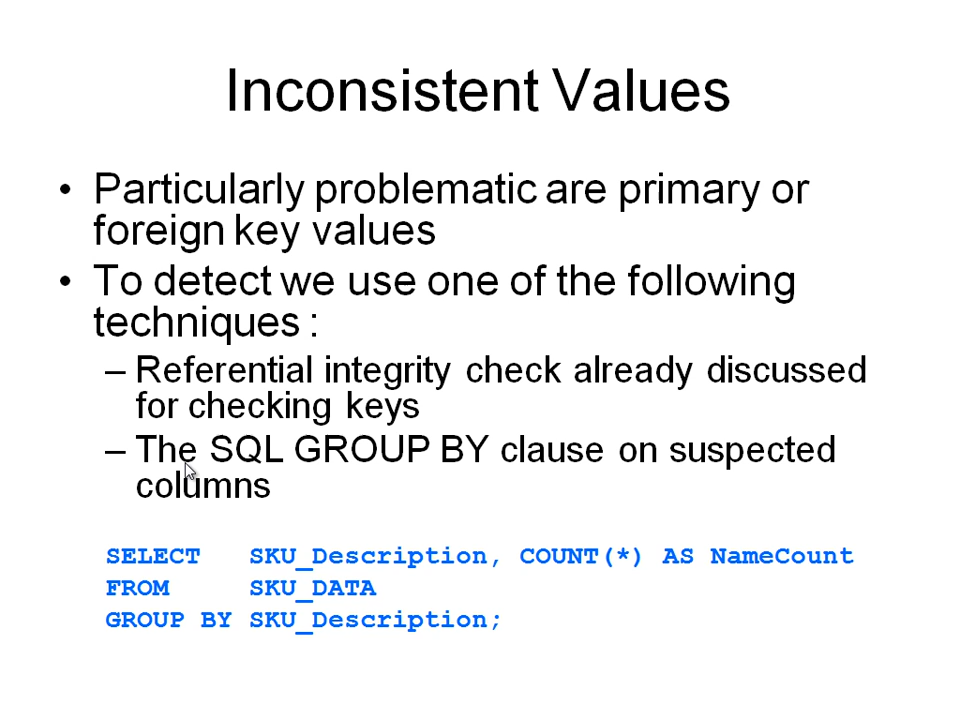 Inconsistent Values
• Particularly problematic are primary or
foreign key values
• To detect we use one of the following
techniques :
– Referential integrity check already discussed
for checking keys
– The SQL GROUP BY clause on suspected
columns
SELECT SKU_Description, COUNT(*) AS NameCount
FROM SKU_DATA
GROUP BY SKU_Description;